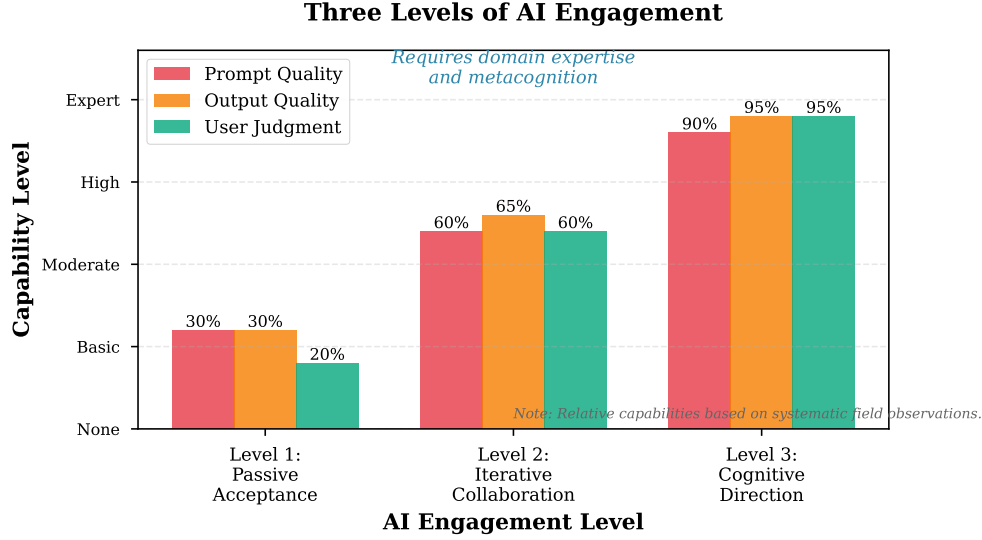 Three Levels of AI Engagement
Requires domain expertise
and metacognition
Prompt Quality
Output Quality
User Judgment
Capability Level
Expert
High
Moderate
Basic
None
30%
30%
20%
60%
65%
60%
90%
95%
95%
Note: Relative capabilities based on systematic field observations.
Level 1:
Passive
Acceptance
Level 2:
Iterative
Collaboration
Level 3:
Cognitive
Direction
AI Engagement Level